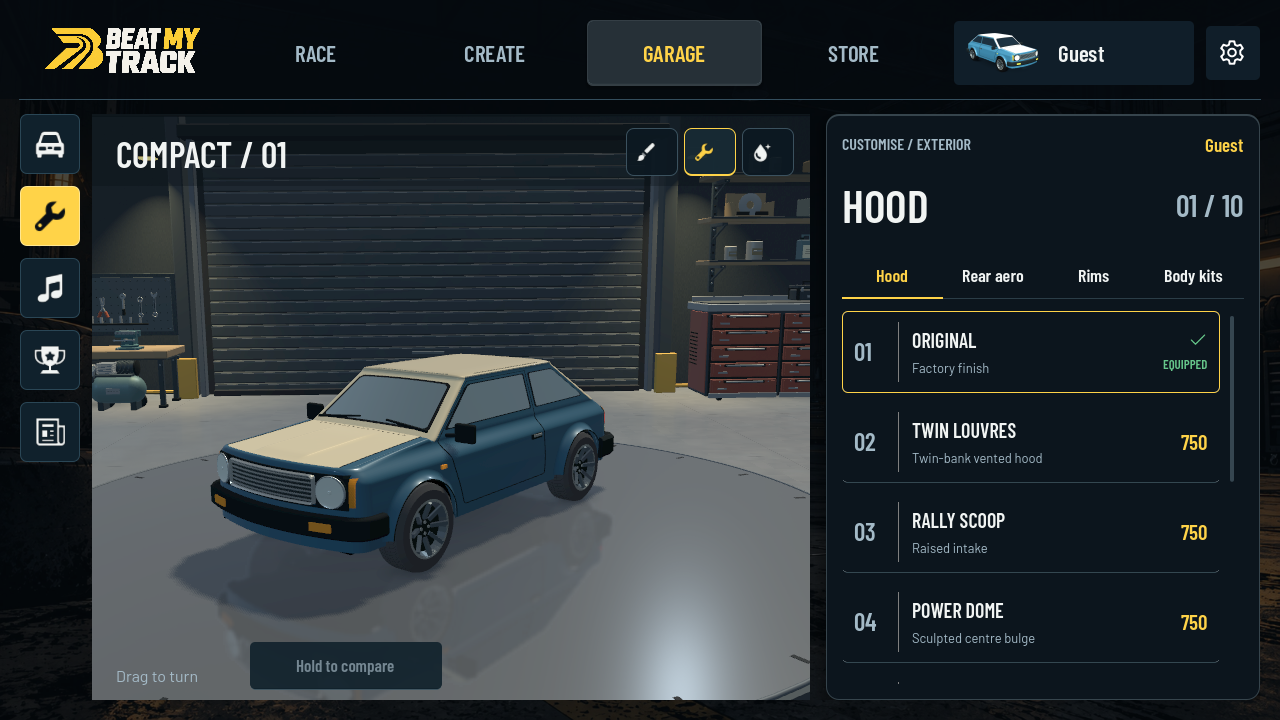 BEAT MY TRACK
RACE
CREATE
GARAGE
STORE
Guest
COMPACT / 01
CUSTOMISE / EXTERIOR
Guest
HOOD
01 / 10
Hood
Rear aero
Rims
Body kits
01
ORIGINAL
Factory finish
EQUIPPED
02
TWIN LOUVRES
Twin-bank vented hood
750
03
RALLY SCOOP
Raised intake
750
04
POWER DOME
Sculpted centre bulge
750
Drag to turn
Hold to compare